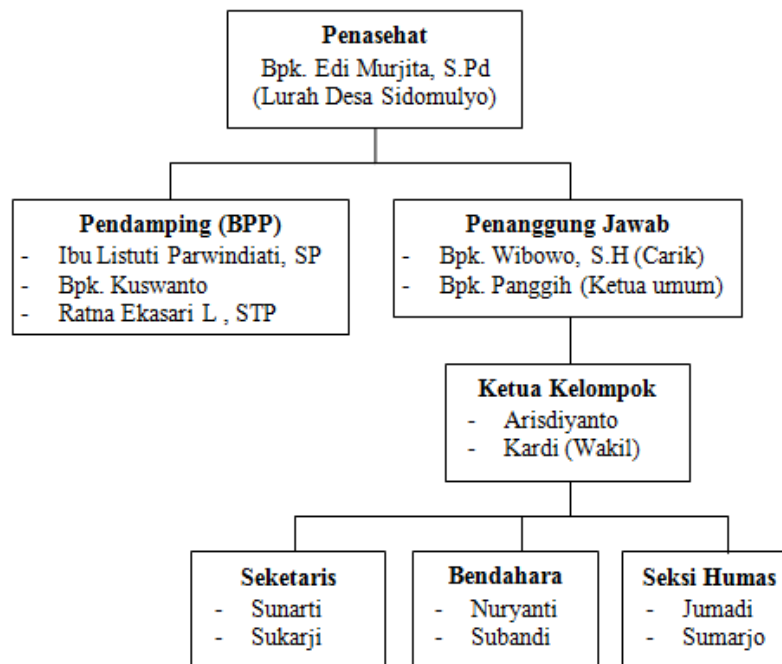 Penasehat
Bpk. Edi Murjita, S.Pd
(Lurah Desa Sidomulyo)
Pendamping (BPP)
- Ibu Listuti Parwindiati, SP
- Bpk. Kuswanto
- Ratna Ekasari L , STP
Penanggung Jawab
- Bpk. Wibowo, S.H (Carik)
- Bpk. Panggih (Ketua umum)
Ketua Kelompok
- Arisdiyanto
- Kardi (Wakil)
Seketaris
- Sunarti
- Sukarji
Bendahara
- Nuryanti
- Subandi
Seksi Humas
- Jumadi
- Sumarjo